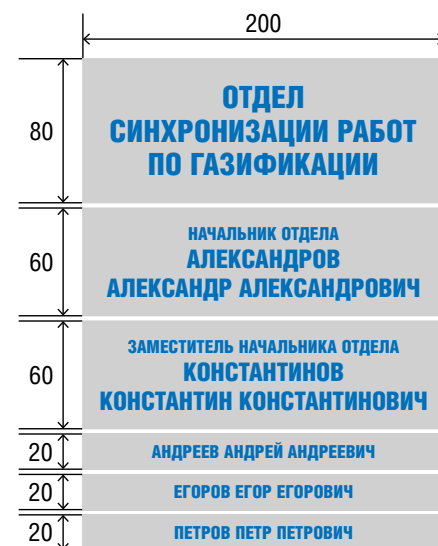 200
80
ОТДЕЛ
СИНХРОНИЗАЦИИ РАБОТ
ПО ГАЗИФИКАЦИИ
60
НАЧАЛЬНИК ОТДЕЛА
АЛЕКСАНДРОВ
АЛЕКСАНДР АЛЕКСАНДРОВИЧ
60
ЗАМЕСТИТЕЛЬ НАЧАЛЬНИКА ОТДЕЛА
КОНСТАНТИНОВ
КОНСТАНТИН КОНСТАНТИНОВИЧ
20 АНДРЕЕВ АНДРЕЙ АНДРЕЕВИЧ
20 ЕГОРОВ ЕГОР ЕГОРОВИЧ
20 ПЕТРОВ ПЕТР ПЕТРОВИЧ